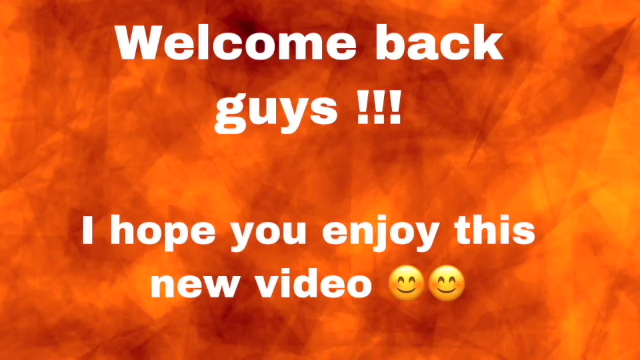 Welcome back
guys !!!
I hope you enjoy this
new video 😊😊